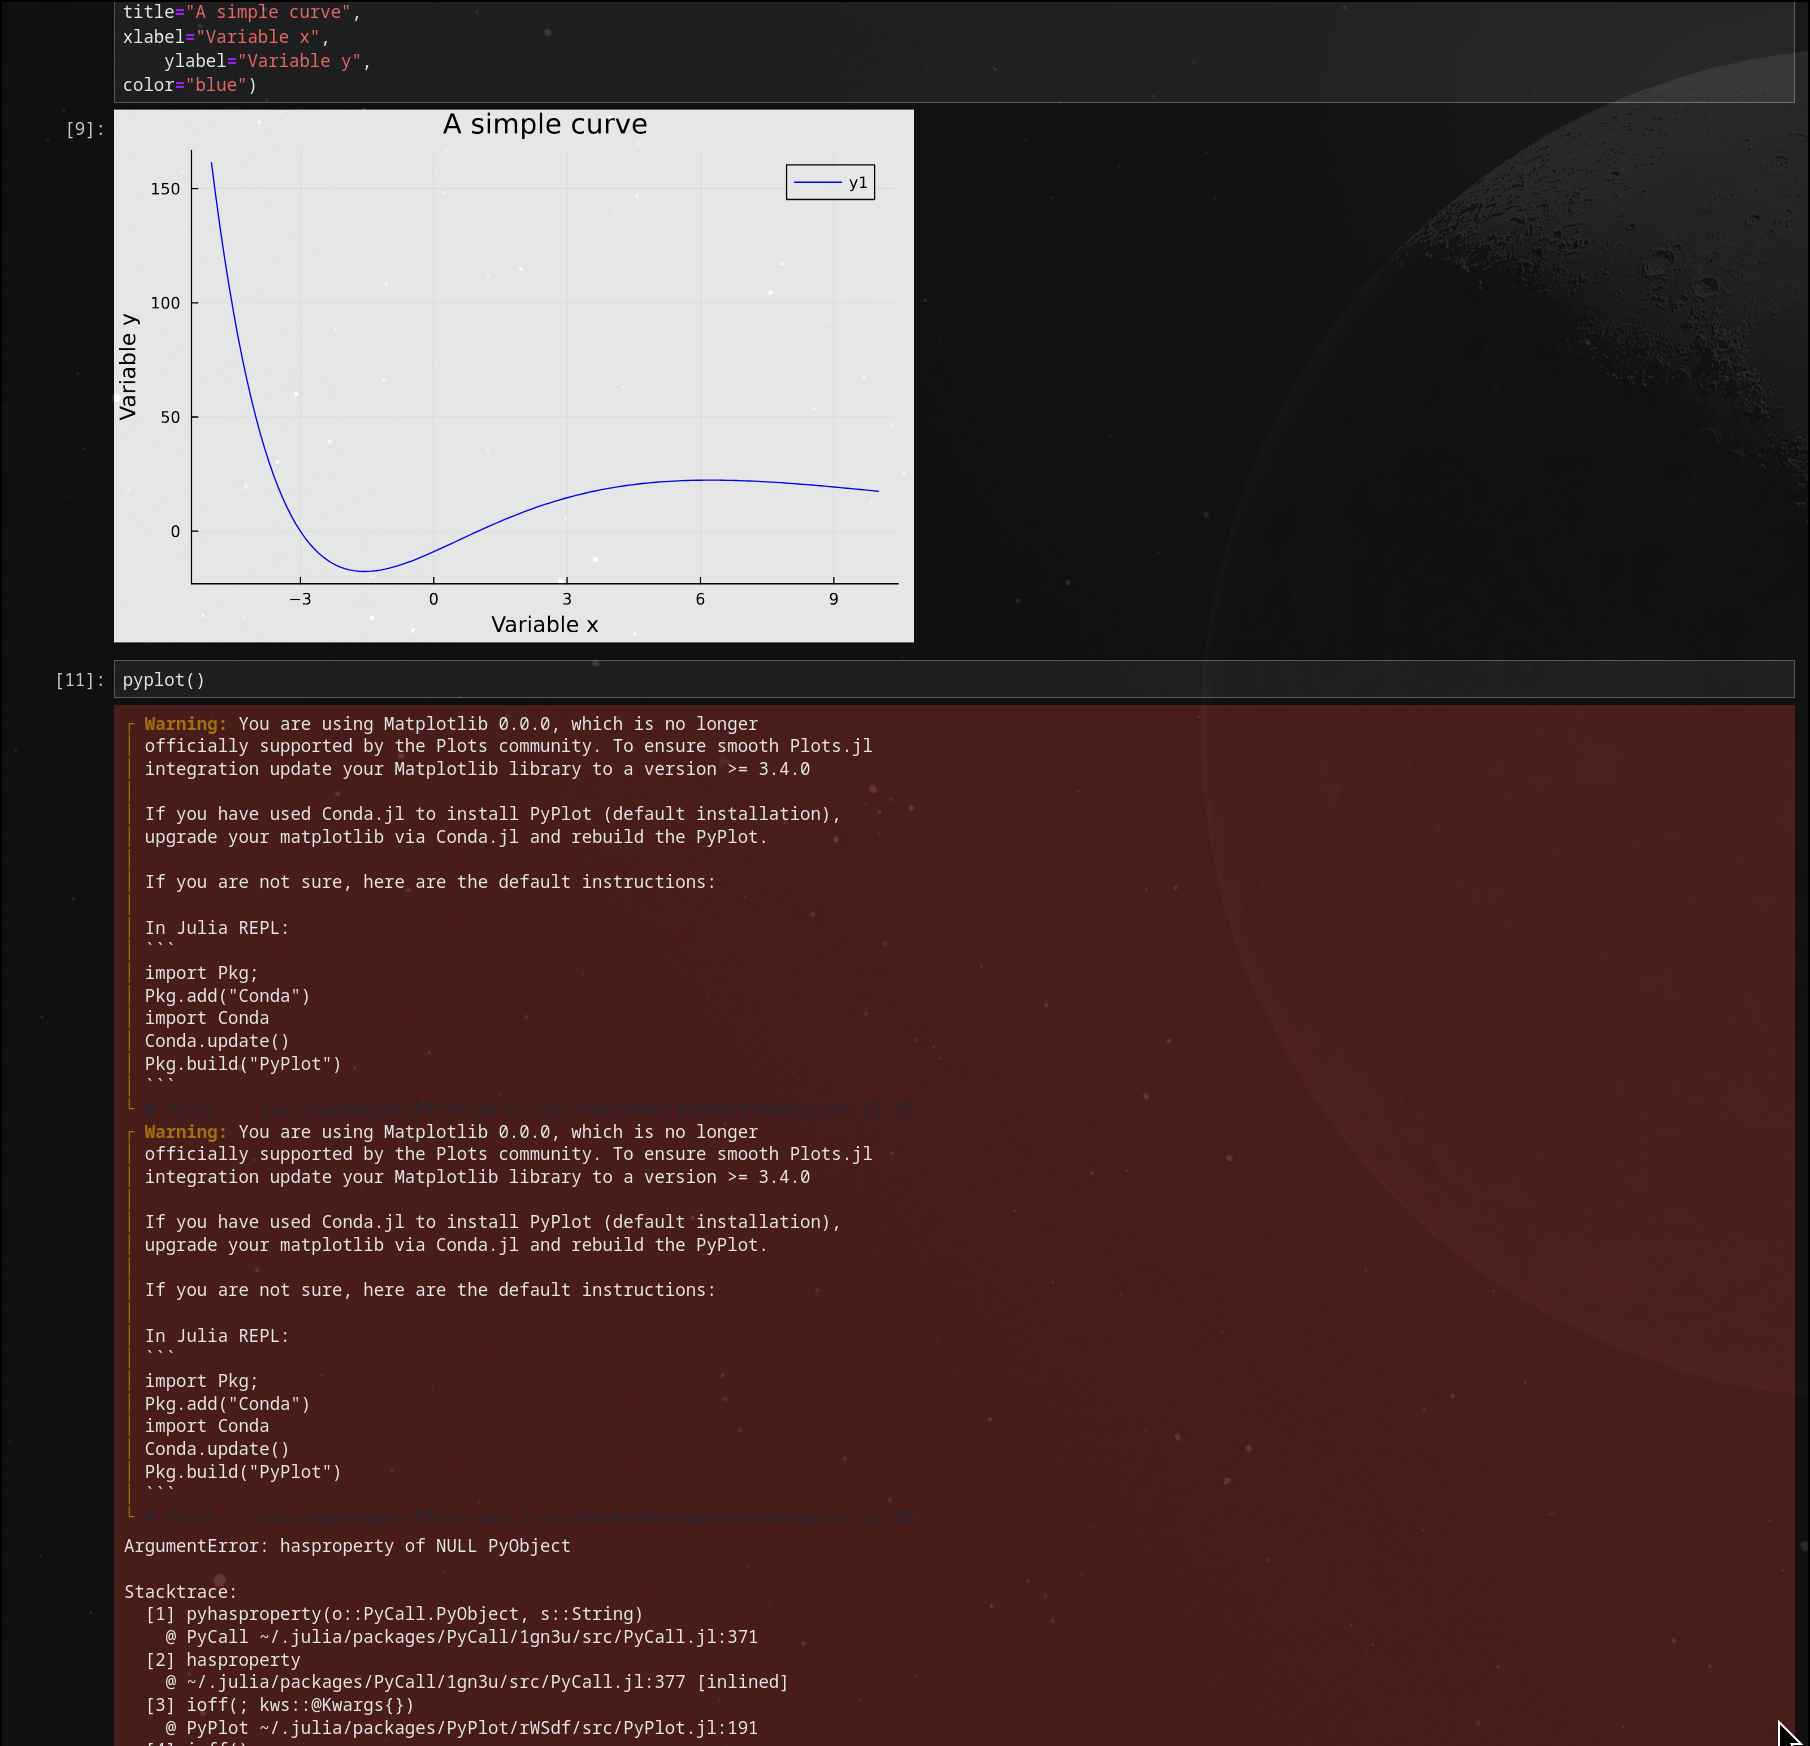 title="A simple curve",
xlabel="Variable x",
    ylabel="Variable y",
color="blue")
[9]:
A simple curve
y1
150
100
50
0
Variable y
−3 0 3 6 9
Variable x
[11]: pyplot()
┌ Warning: You are using Matplotlib 0.0.0, which is no longer
│ officially supported by the Plots community. To ensure smooth Plots.jl
│ integration update your Matplotlib library to a version >= 3.4.0
│
│ If you have used Conda.jl to install PyPlot (default installation),
│ upgrade your matplotlib via Conda.jl and rebuild the PyPlot.
│
│ If you are not sure, here are the default instructions:
│
│ In Julia REPL:
│ ```
│ import Pkg;
│ Pkg.add("Conda")
│ import Conda
│ Conda.update()
│ Pkg.build("PyPlot")
│ ```
└
┌ Warning: You are using Matplotlib 0.0.0, which is no longer
│ officially supported by the Plots community. To ensure smooth Plots.jl
│ integration update your Matplotlib library to a version >= 3.4.0
│
│ If you have used Conda.jl to install PyPlot (default installation),
│ upgrade your matplotlib via Conda.jl and rebuild the PyPlot.
│
│ If you are not sure, here are the default instructions:
│
│ In Julia REPL:
│ ```
│ import Pkg;
│ Pkg.add("Conda")
│ import Conda
│ Conda.update()
│ Pkg.build("PyPlot")
│ ```
└
ArgumentError: hasproperty of NULL PyObject

Stacktrace:
  [1] pyhasproperty(o::PyCall.PyObject, s::String)
    @ PyCall ~/.julia/packages/PyCall/1gn3u/src/PyCall.jl:371
  [2] hasproperty
    @ ~/.julia/packages/PyCall/1gn3u/src/PyCall.jl:377 [inlined]
  [3] ioff(; kws::@Kwargs{})
    @ PyPlot ~/.julia/packages/PyPlot/rWSdf/src/PyPlot.jl:191